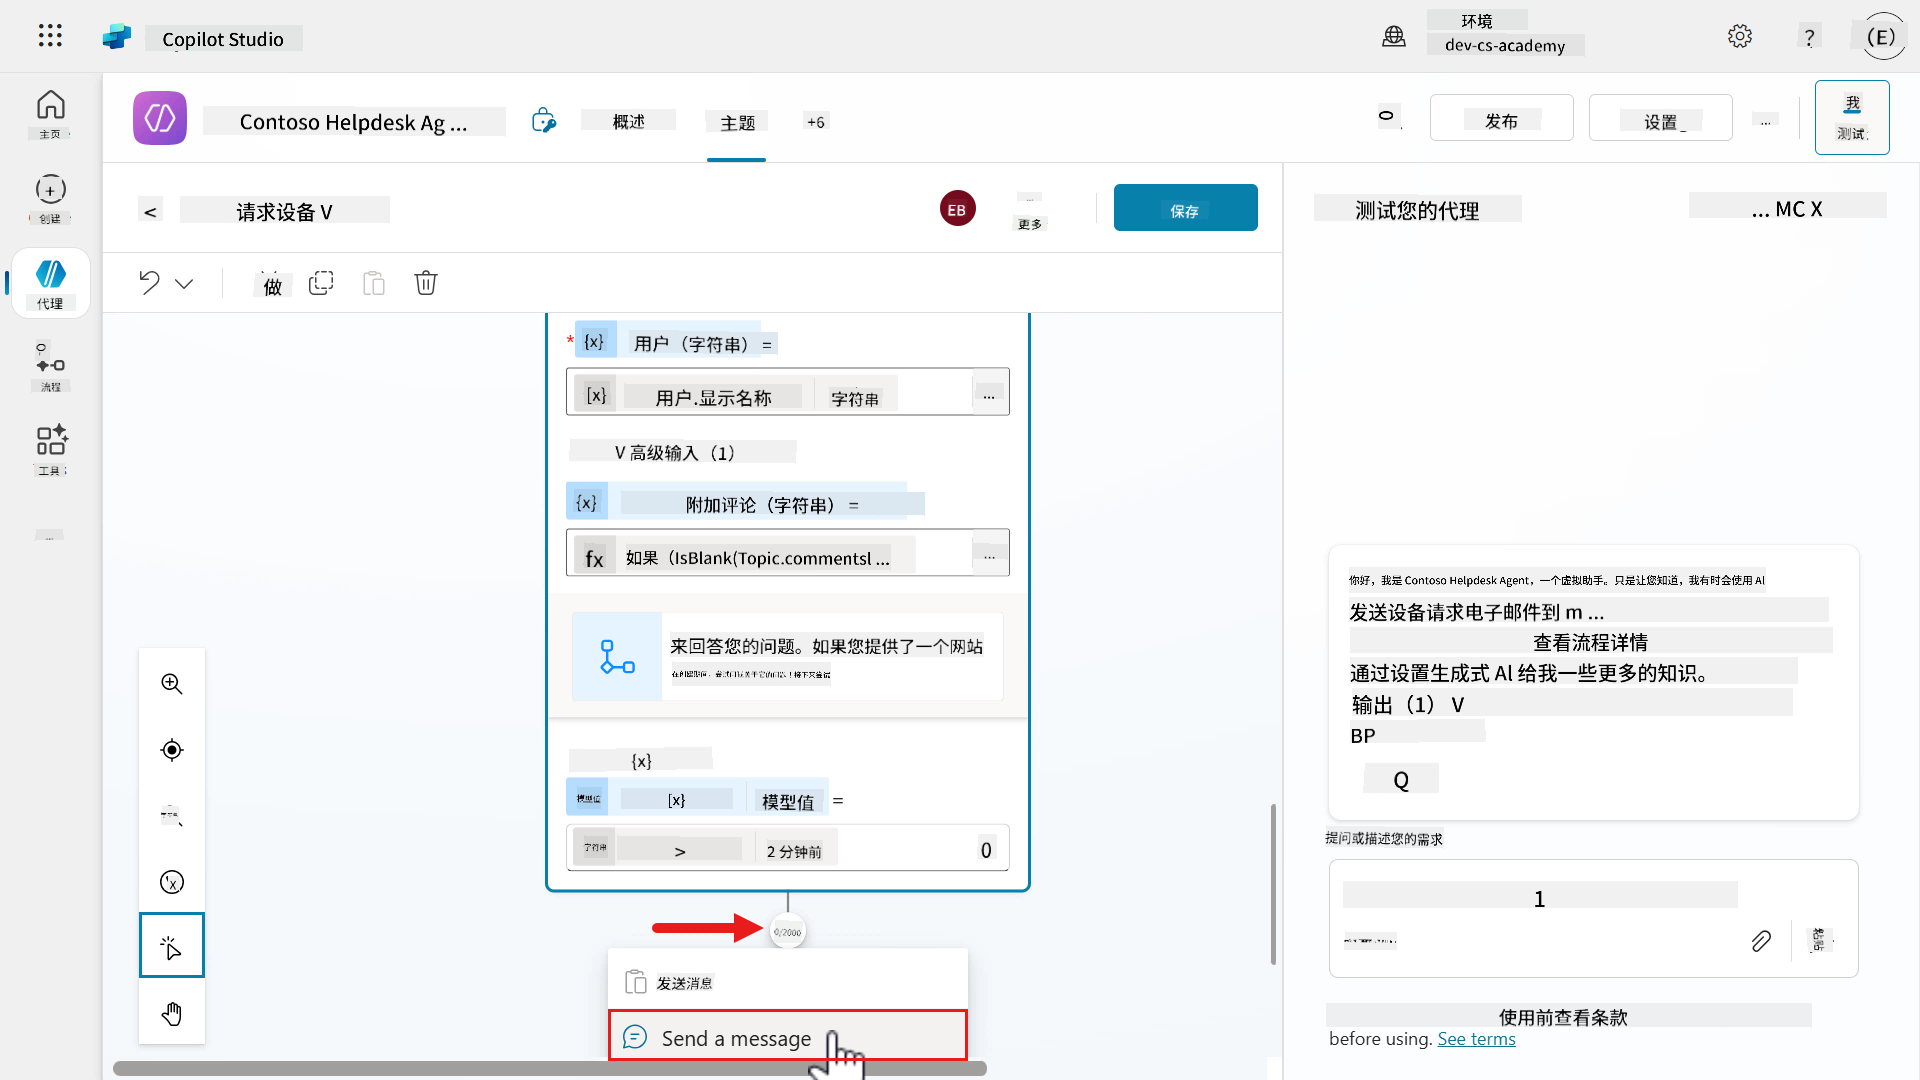 Copilot Studio
环境
dev-cs-academy
?
(E)
主页
创建
代理
流程
工具
Contoso Helpdesk Ag ...
概述
主题
+6
发布
设置
...
我
测试
<
请求设备 V
EB
更多
保存
做
* {x} 用户（字符串） =
[x} 用户.显示名称 字符串 ...
V 高级输入（1）
{x} 附加评论（字符串） =
fx 如果（IsBlank(Topic.commentsl ... ...
来回答您的问题。如果您提供了一个网站
{x}
模型值 [x} 模型值 =
字符串 > 2 分钟前 0
0/2000
发送消息
Send a message
测试您的代理
... MC X
你好，我是 Contoso Helpdesk Agent，一个虚拟助手。只是让您知道，我有时会使用 Al
发送设备请求电子邮件到 m ...
查看流程详情
通过设置生成式 Al 给我一些更多的知识。
输出（1） V
BP
Q
提问或描述您的需求
1
粘贴
使用前查看条款
before using. See terms